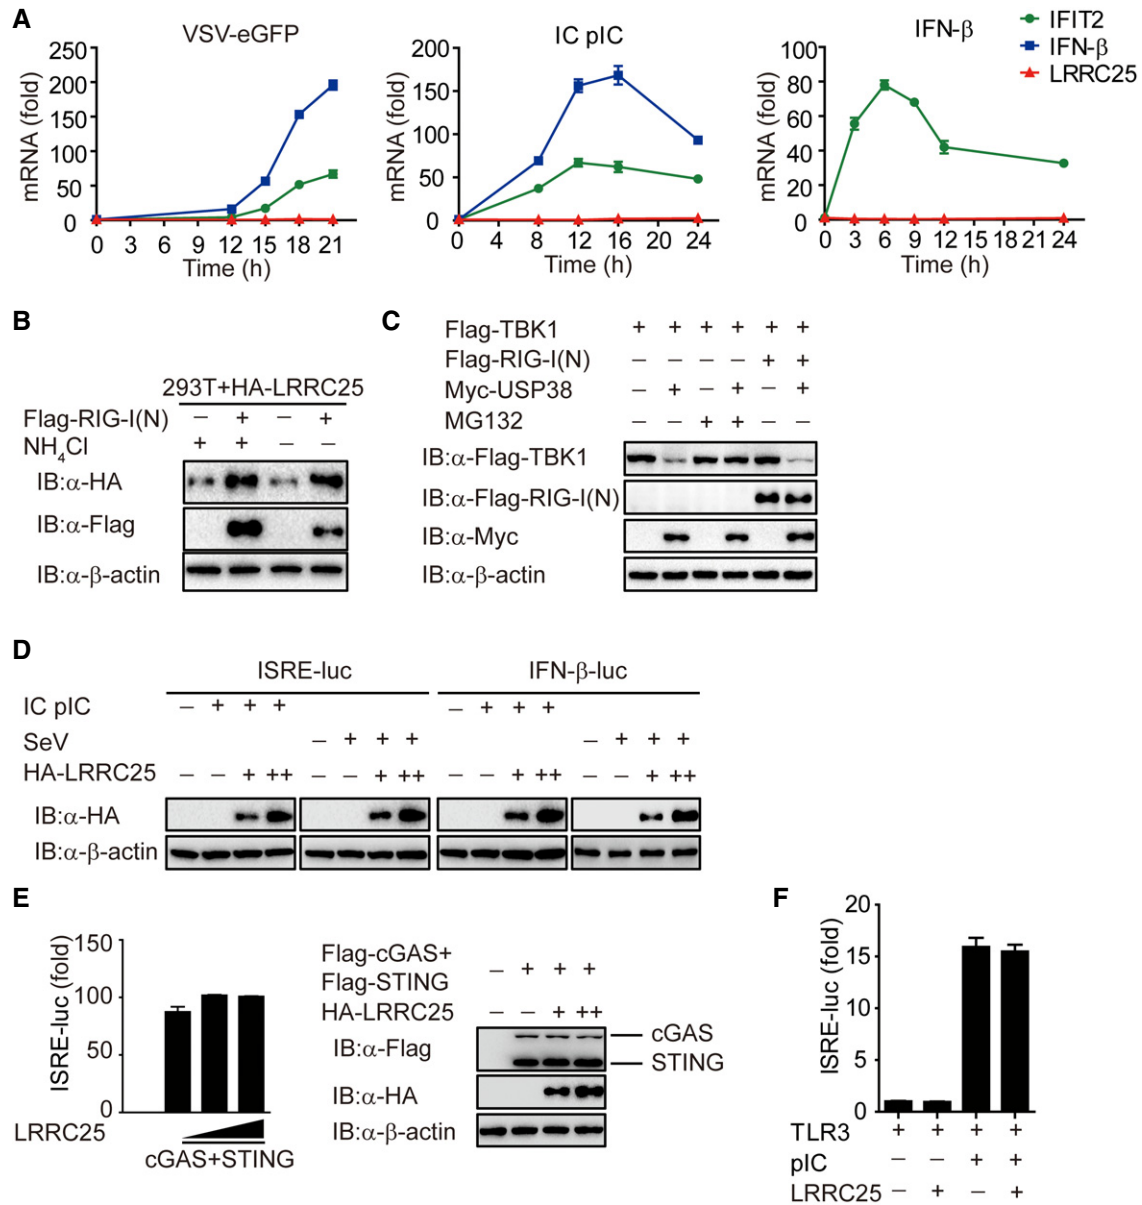 A
VSV-eGFP
IC pIC
IFN-β
IFIT2
IFN-β
LRRC25
mRNA (fold)
250
200
150
100
50
0
0 3 6 9 12 15 18 21
Time (h)
mRNA (fold)
200
150
100
50
0
0 4 8 12 16 20 24
Time (h)
mRNA (fold)
100
80
60
40
20
0
0 3 6 9 12 15 18 21 24
Time (h)
B
293T+HA-LRRC25
Flag-RIG-I(N) − + − +
NH4Cl + + − −
IB:α-HA
IB:α-Flag
IB:α-β-actin
C
Flag-TBK1 + + + + + +
Flag-RIG-I(N) − − − − + +
Myc-USP38 − + − + − +
MG132 − − + + − −
IB:α-Flag-TBK1
IB:α-Flag-RIG-I(N)
IB:α-Myc
IB:α-β-actin
D
ISRE-luc IFN-β-luc
IC pIC − + + + − + + +
SeV − + + + − + + +
HA-LRRC25 − − + ++ − − + ++ − − + ++ − − + ++
IB:α-HA
IB:α-β-actin
E
ISRE-luc (fold)
150
100
50
0
LRRC25
cGAS+STING
Flag-cGAS+
Flag-STING − + + +
HA-LRRC25 − − + ++
IB:α-Flag
cGAS
STING
IB:α-HA
IB:α-β-actin
F
ISRE-luc (fold)
20
15
10
5
0
TLR3 + + + +
pIC − − + +
LRRC25 − + − +